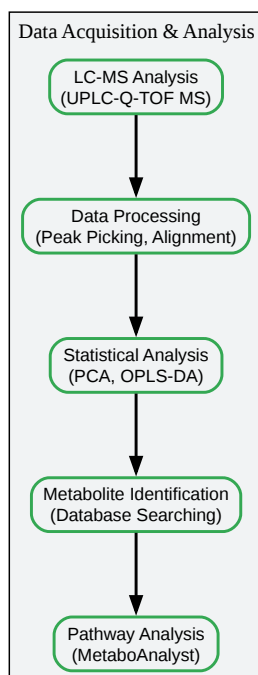 Data Acquisition & Analysis
LC-MS Analysis
(UPLC-Q-TOF MS)
Data Processing
(Peak Picking, Alignment)
Statistical Analysis
(PCA, OPLS-DA)
Metabolite Identification
(Database Searching)
Pathway Analysis
(MetaboAnalyst)